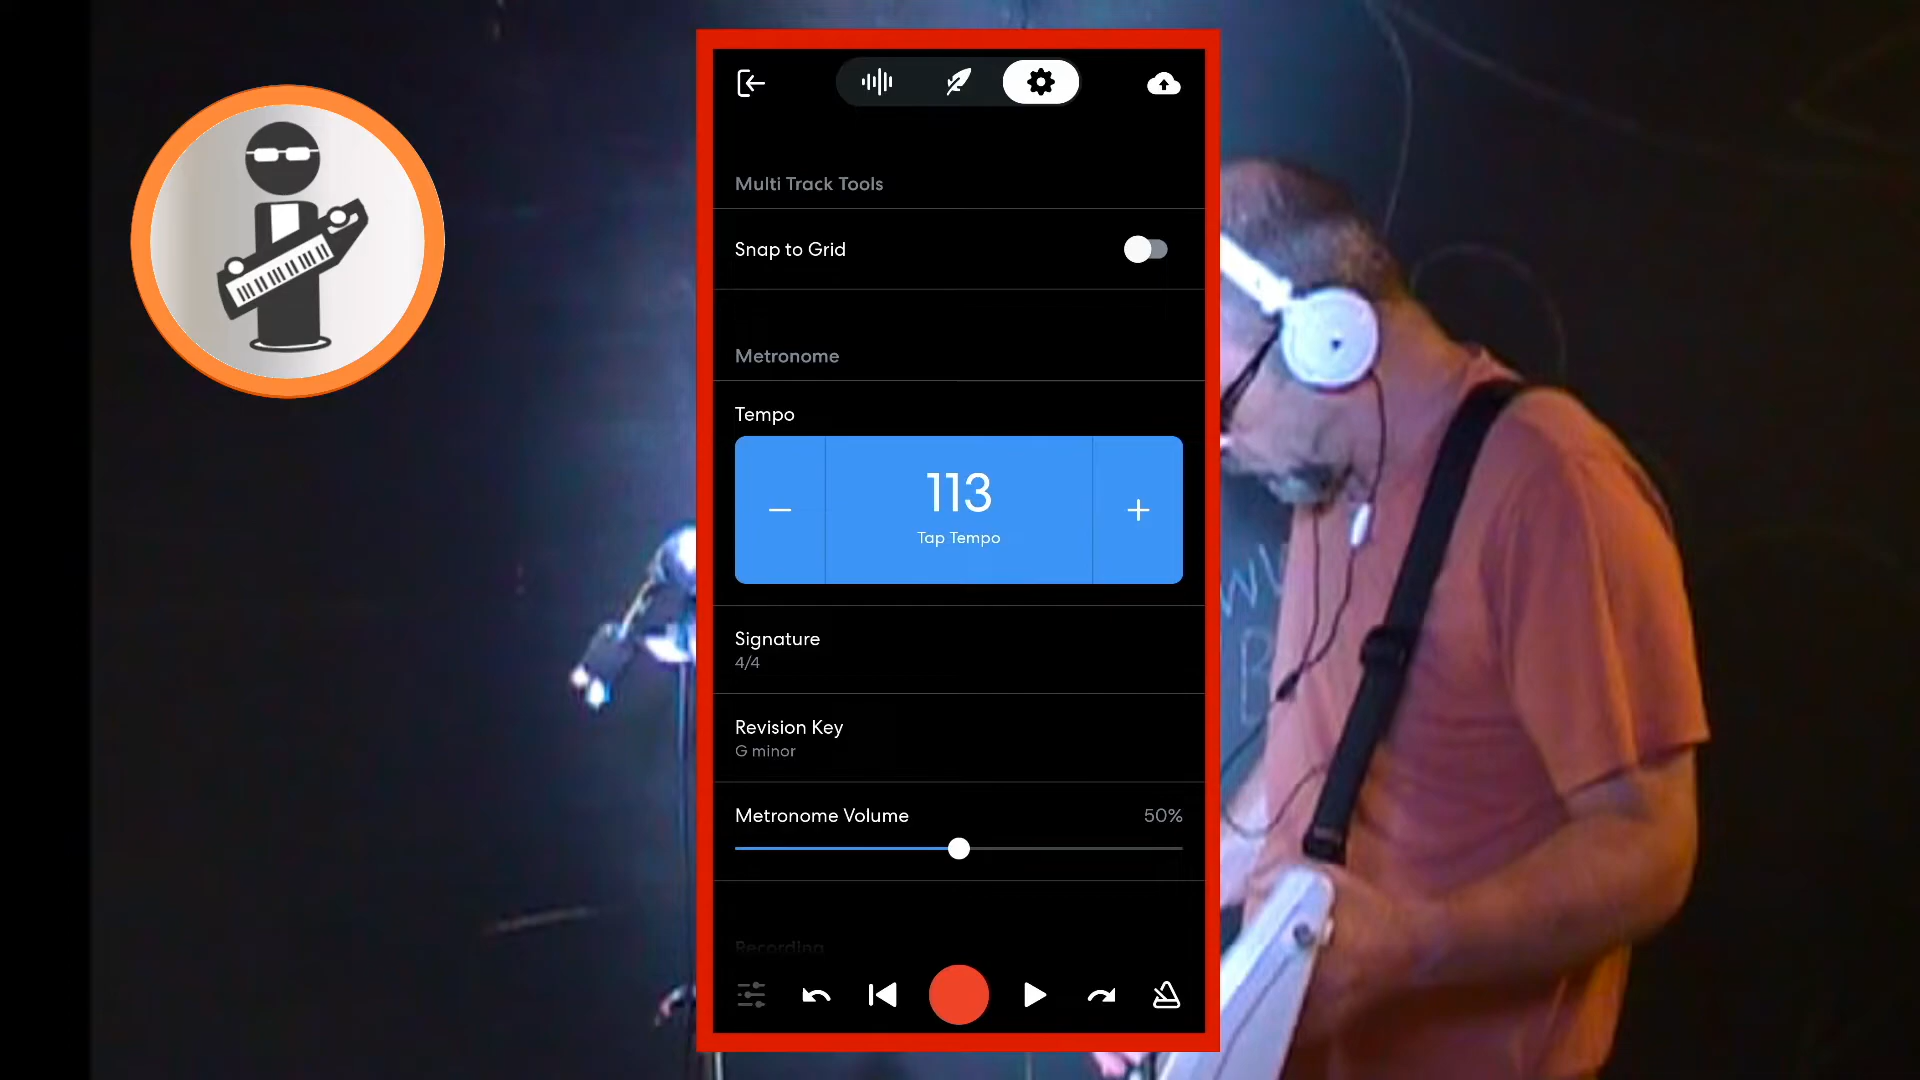 Multi Track Tools
Snap to Grid
Metronome
Tempo
113
Tap Tempo
Signature
4/4
Revision Key
G minor
Metronome Volume
50%
Recording